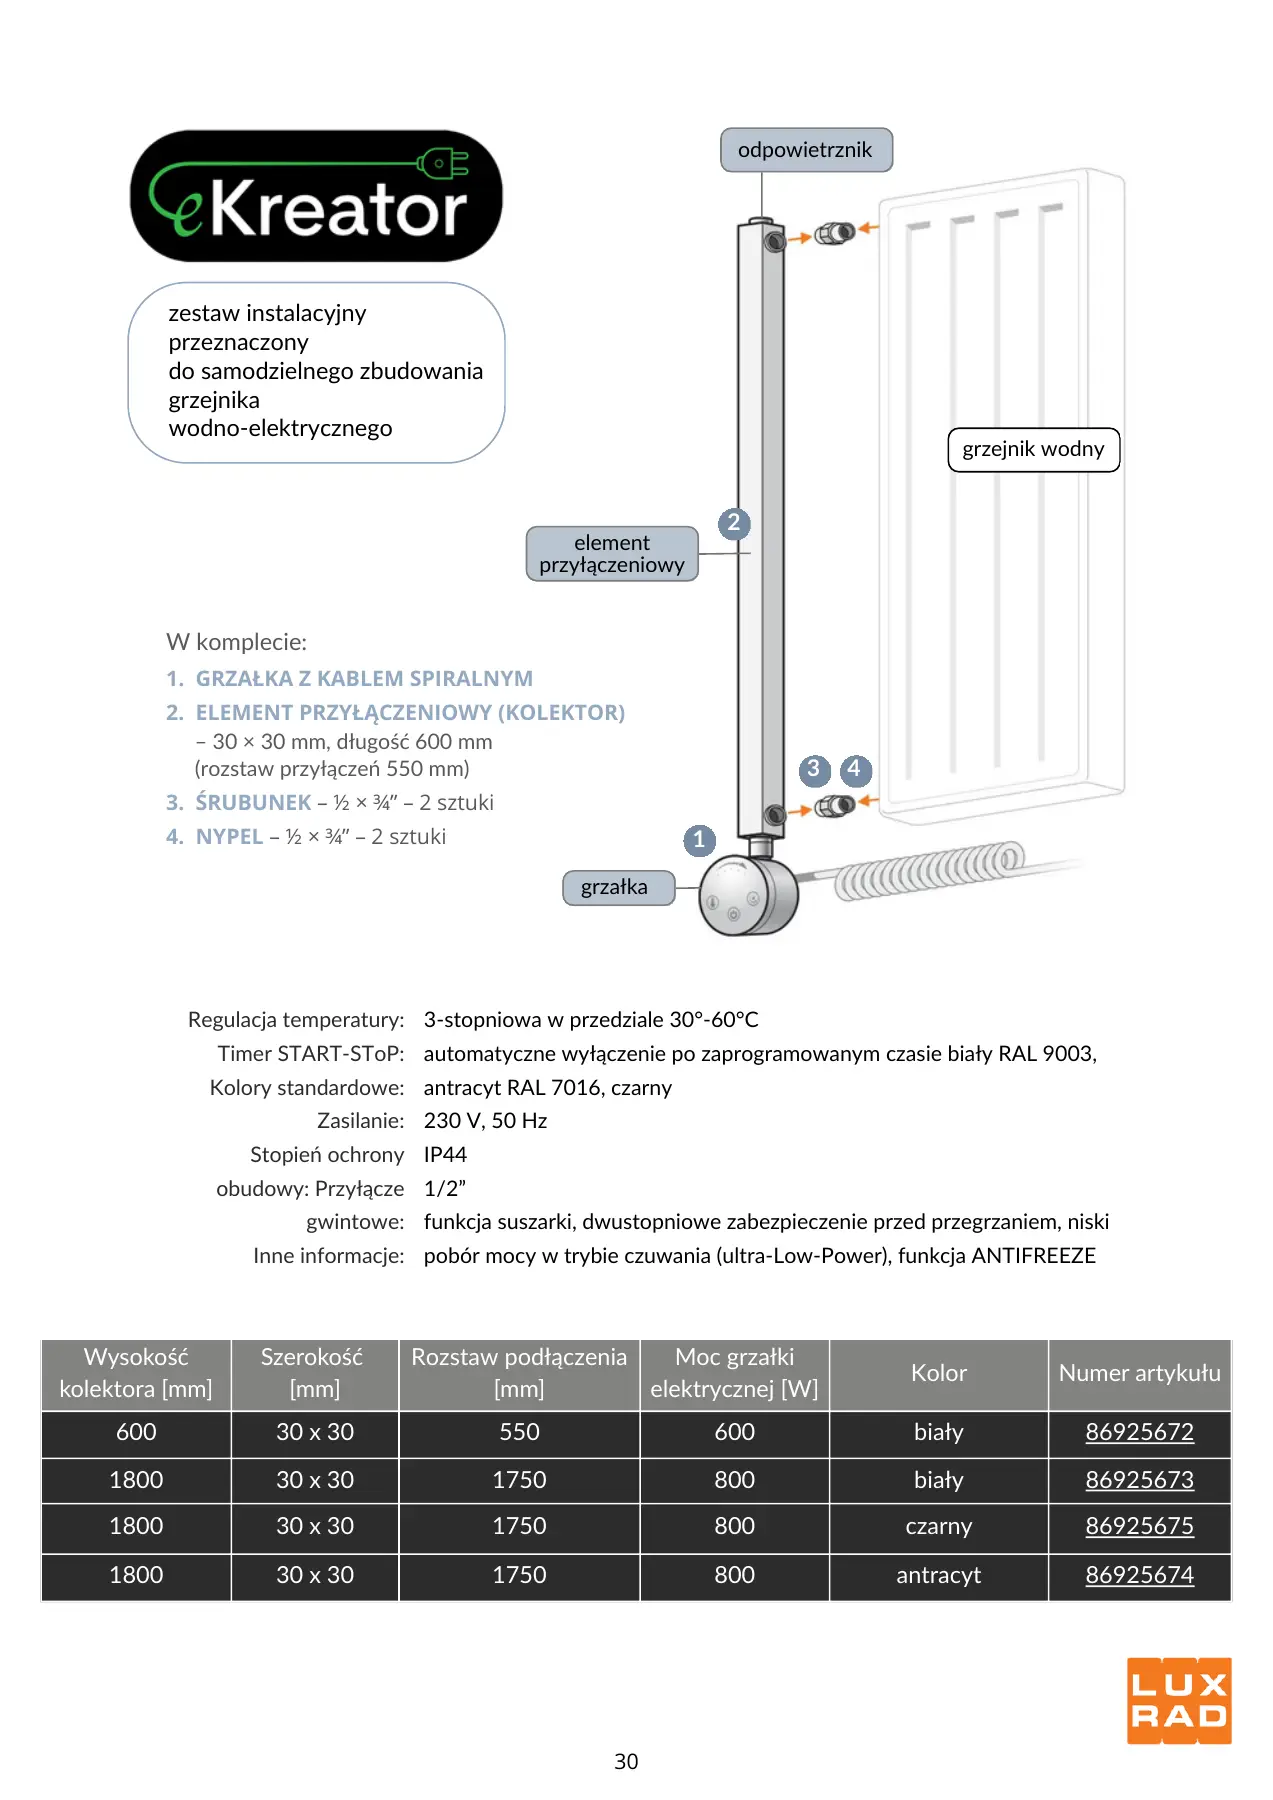 eKreator
zestaw instalacyjny
przeznaczony
do samodzielnego zbudowania
grzejnika
wodno-elektrycznego
odpowietrznik
grzejnik wodny
2
element
przyłączeniowy
W komplecie:
1. GRZAŁKA Z KABLEM SPIRALNYM
2. ELEMENT PRZYŁĄCZENIOWY (KOLEKTOR)
– 30 × 30 mm, długość 600 mm
(rozstaw przyłączeń 550 mm)
3. ŚRUBUNEK – ½ × ¾” – 2 sztuki
4. NYPEL – ½ × ¾” – 2 sztuki
3 4
1
grzałka
Regulacja temperatury: 3-stopniowa w przedziale 30°-60°C
Timer START-SToP: automatyczne wyłączenie po zaprogramowanym czasie biały RAL 9003,
Kolory standardowe: antracyt RAL 7016, czarny
Zasilanie: 230 V, 50 Hz
Stopień ochrony IP44
obudowy: Przyłącze 1/2”
gwintowe: funkcja suszarki, dwustopniowe zabezpieczenie przed przegrzaniem, niski
Inne informacje: pobór mocy w trybie czuwania (ultra-Low-Power), funkcja ANTIFREEZE
Wysokość kolektora [mm] Szerokość [mm] Rozstaw podłączenia [mm] Moc grzałki elektrycznej [W] Kolor Numer artykułu
600 30 x 30 550 600 biały 86925672
1800 30 x 30 1750 800 biały 86925673
1800 30 x 30 1750 800 czarny 86925675
1800 30 x 30 1750 800 antracyt 86925674
LUX
RAD
30